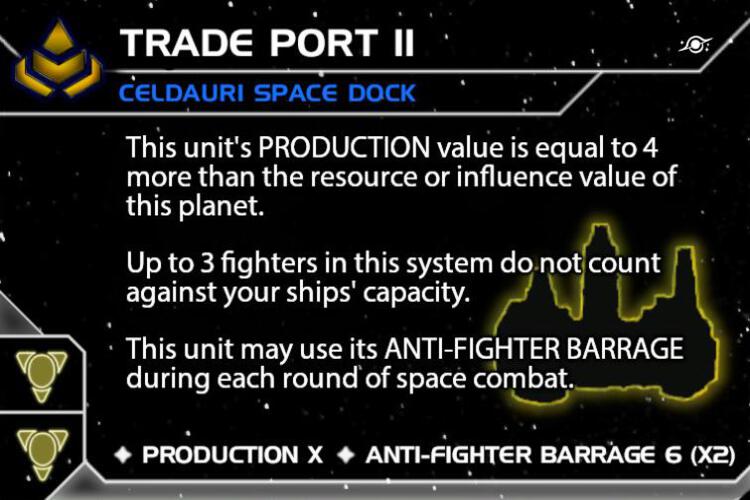 TRADE PORT II
CELDAURI SPACE DOCK
This unit's PRODUCTION value is equal to 4
more than the resource or influence value of
this planet.
Up to 3 fighters in this system do not count
against your ships' capacity.
This unit may use its ANTI-FIGHTER BARRAGE
during each round of space combat.
PRODUCTION X ANTI-FIGHTER BARRAGE 6 (X2)